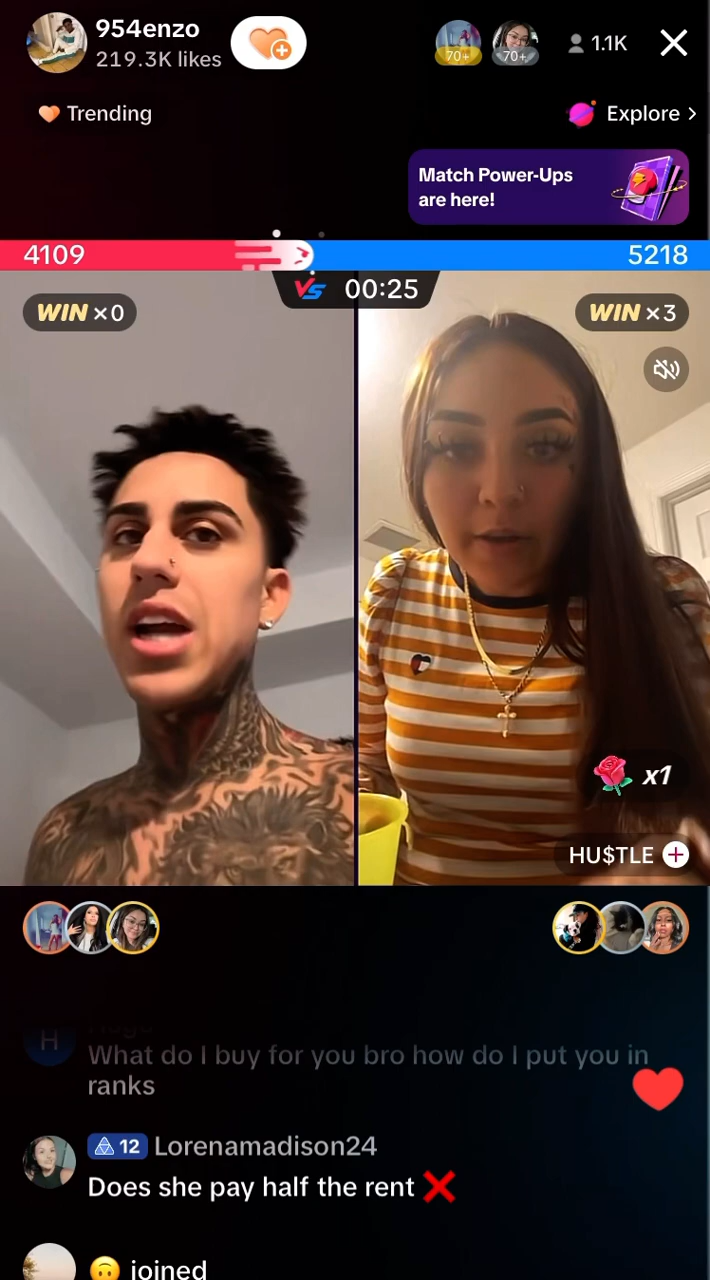 954enzo
219.3K likes
70+
70+
1.1K
Trending
Explore >
Match Power-Ups
are here!
4109
5218
VS 00:25
WIN ×0
WIN ×3
x1
HU$TLE
H
What do I buy for you bro how do I put you in
ranks
12 Lorenamadison24
Does she pay half the rent ❌
🙃 joined